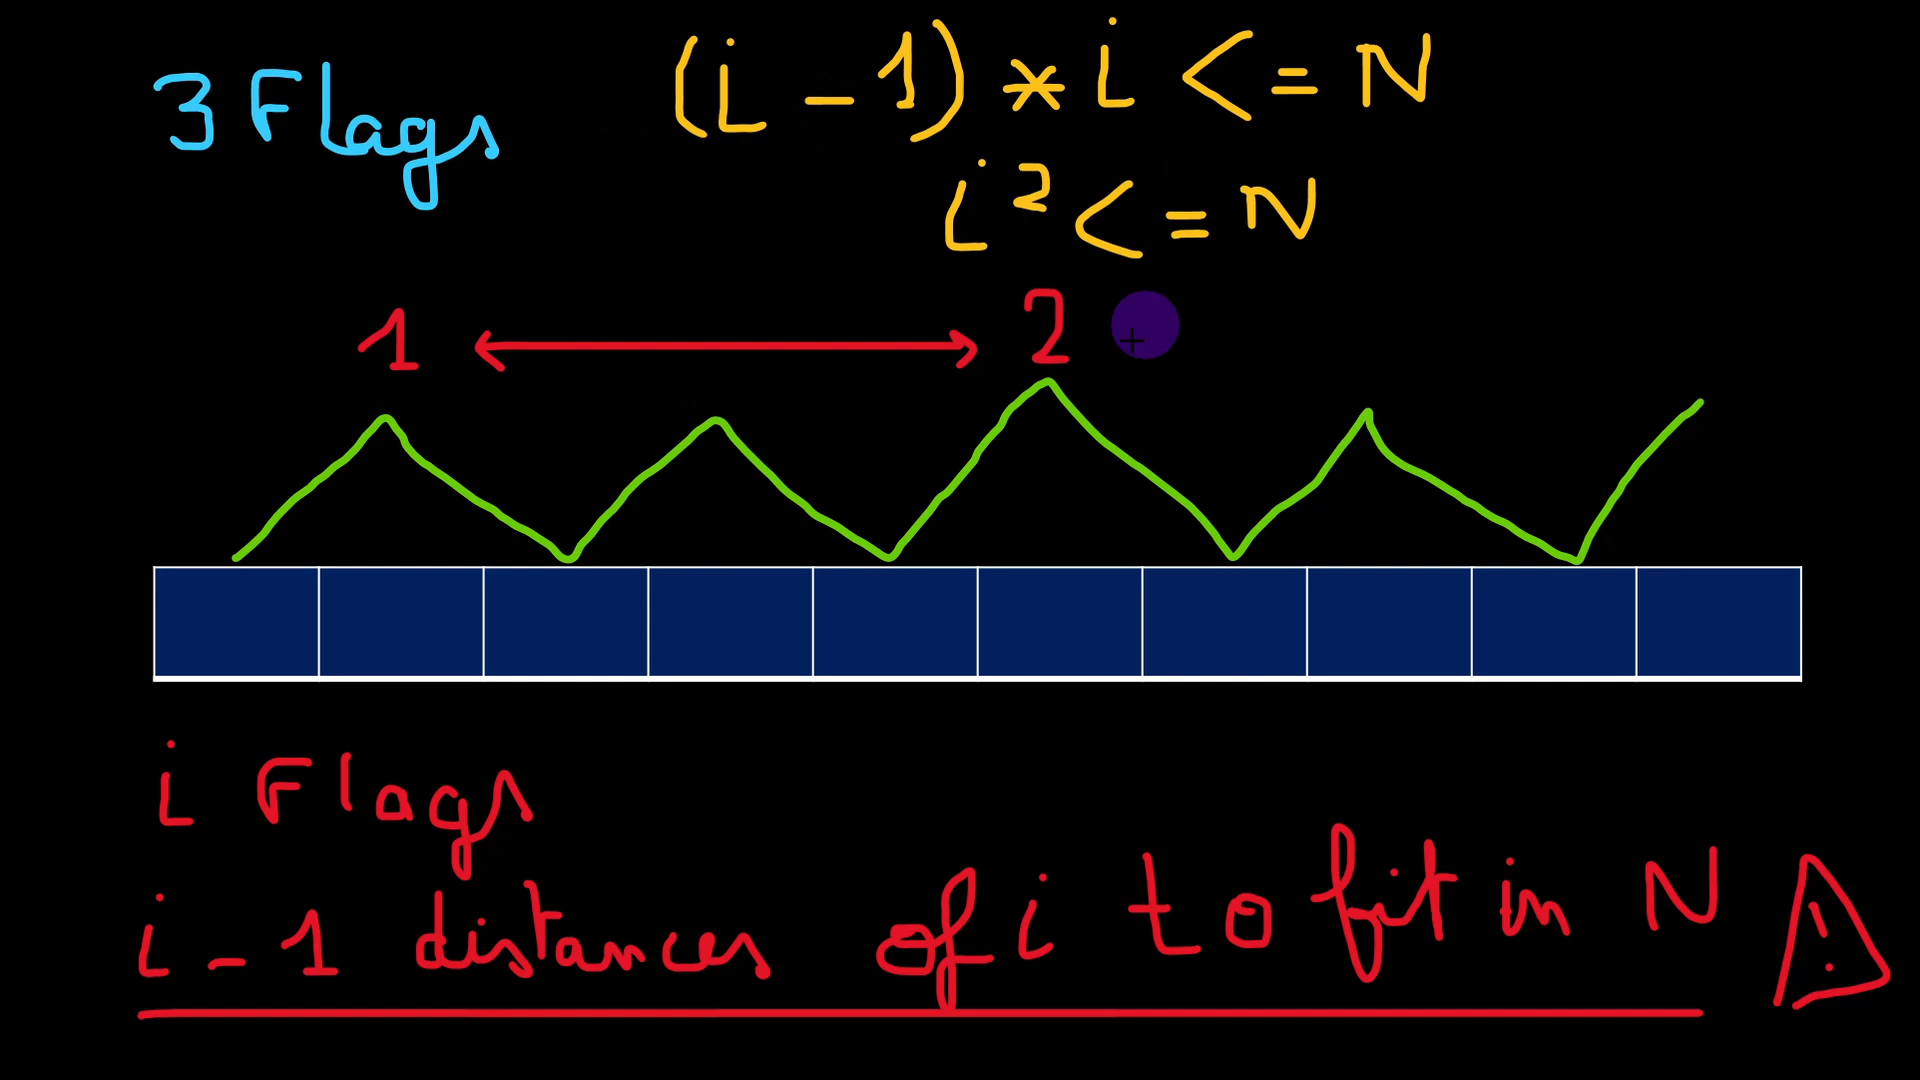 3 Flags
(i - 1) * i <= N
i² <= N
1 2
i Flags
i - 1 distances of i to fit in N
!